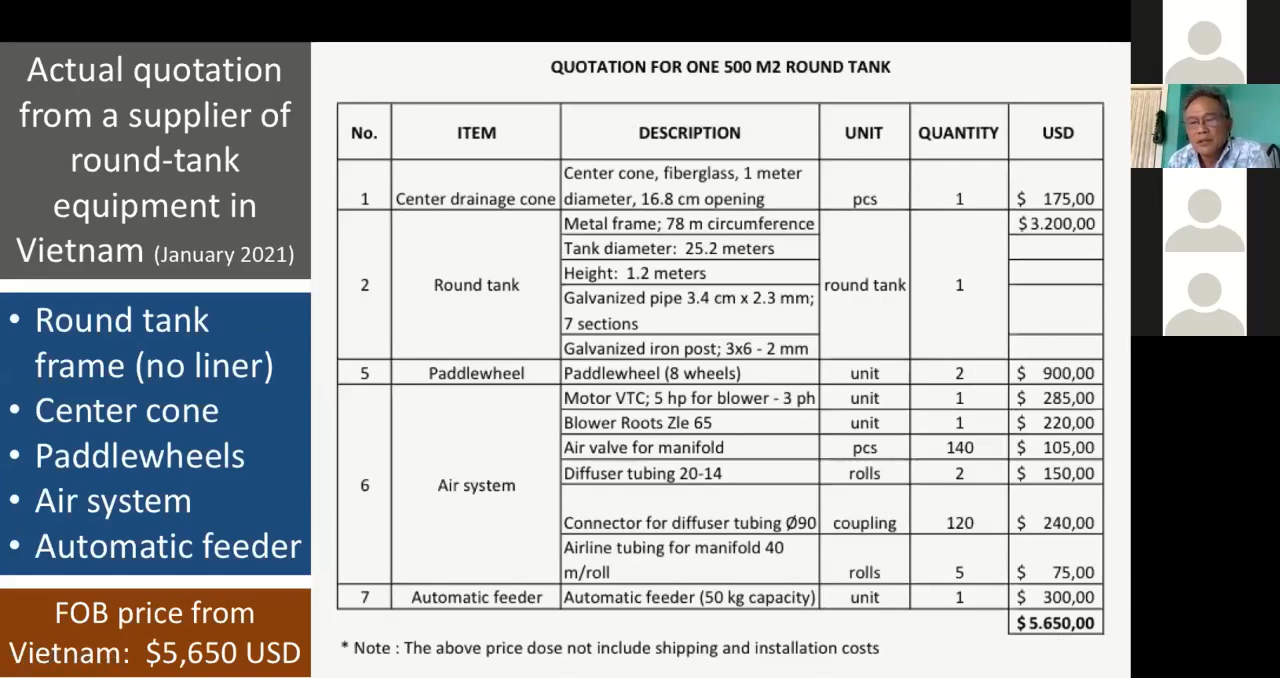 Actual quotation
from a supplier of
round-tank
equipment in
Vietnam (January 2021)
• Round tank
frame (no liner)
• Center cone
• Paddlewheels
• Air system
• Automatic feeder
FOB price from
Vietnam: $5,650 USD
QUOTATION FOR ONE 500 M2 ROUND TANK
No. ITEM DESCRIPTION UNIT QUANTITY USD
Center cone, fiberglass, 1 meter
1 Center drainage cone diameter, 16.8 cm opening pcs 1 $ 175,00
Metal frame; 78 m circumference $ 3.200,00
Tank diameter: 25.2 meters
Height: 1.2 meters
2 Round tank round tank 1
Galvanized pipe 3.4 cm x 2.3 mm;
7 sections
Galvanized iron post; 3x6 - 2 mm
5 Paddlewheel Paddlewheel (8 wheels) unit 2 $ 900,00
Motor VTC; 5 hp for blower - 3 ph unit 1 $ 285,00
Blower Roots Zle 65 unit 1 $ 220,00
Air valve for manifold pcs 140 $ 105,00
Diffuser tubing 20-14 rolls 2 $ 150,00
6 Air system
Connector for diffuser tubing Ø90 coupling 120 $ 240,00
Airline tubing for manifold 40
m/roll rolls 5 $ 75,00
7 Automatic feeder Automatic feeder (50 kg capacity) unit 1 $ 300,00
$ 5.650,00
* Note : The above price dose not include shipping and installation costs